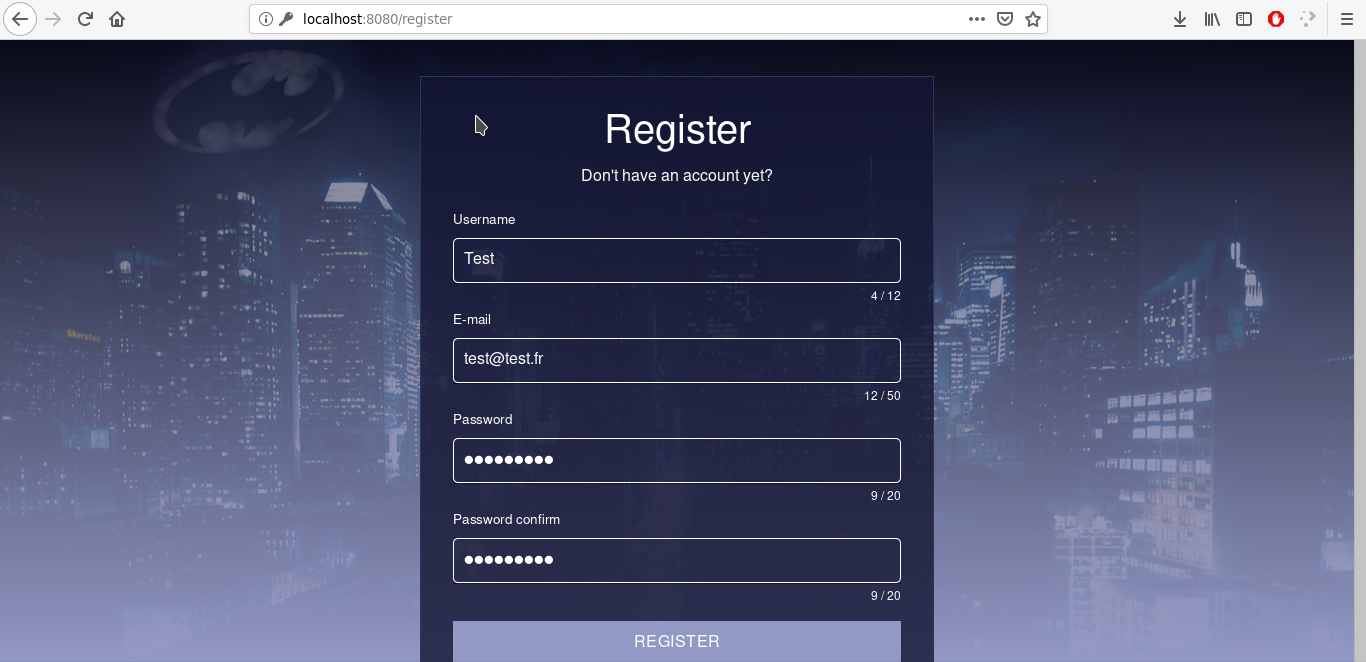 localhost:8080/register
Register
Don't have an account yet?
Username
Test
4 / 12
E-mail
test@test.fr
12 / 50
Password
●●●●●●●●●
9 / 20
Password confirm
●●●●●●●●●
9 / 20
REGISTER
Sheraton